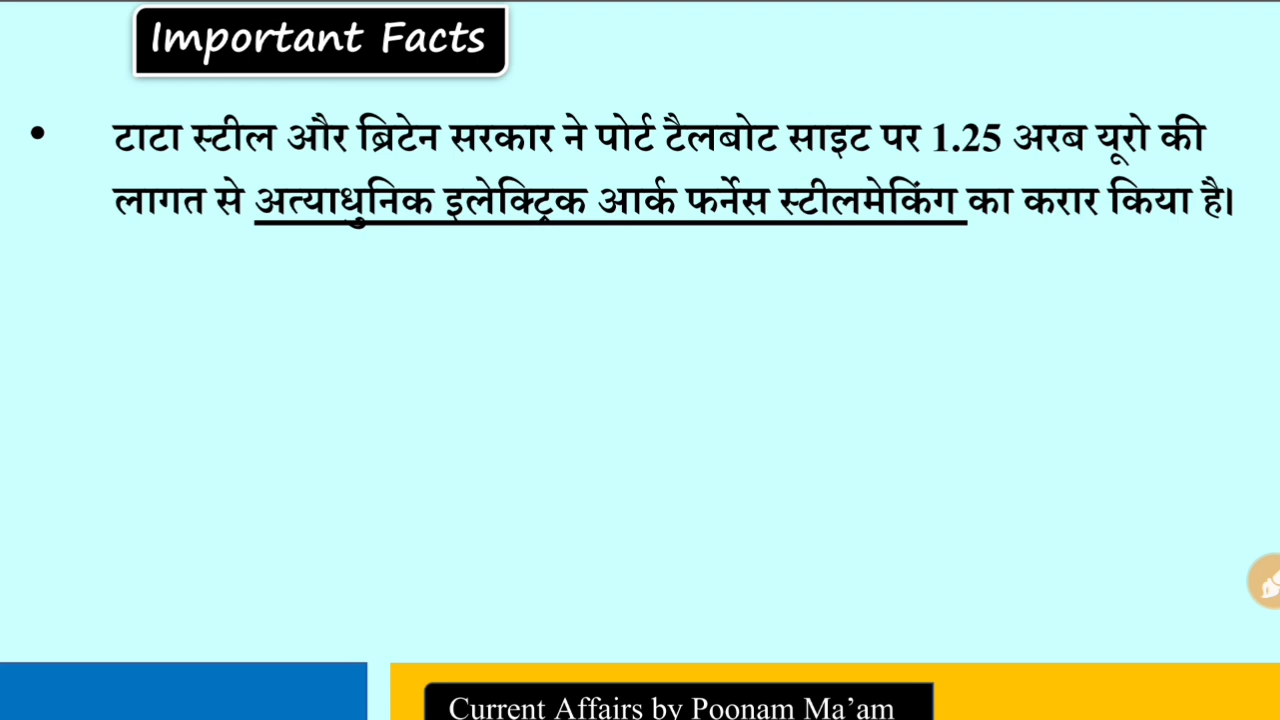 Important Facts
• टाटा स्टील और ब्रिटेन सरकार ने पोर्ट टैलबोट साइट पर 1.25 अरब यूरो की
लागत से अत्याधुनिक इलेक्ट्रिक आर्क फर्नेस स्टीलमेकिंग का करार किया है।
Current Affairs by Poonam Ma’am